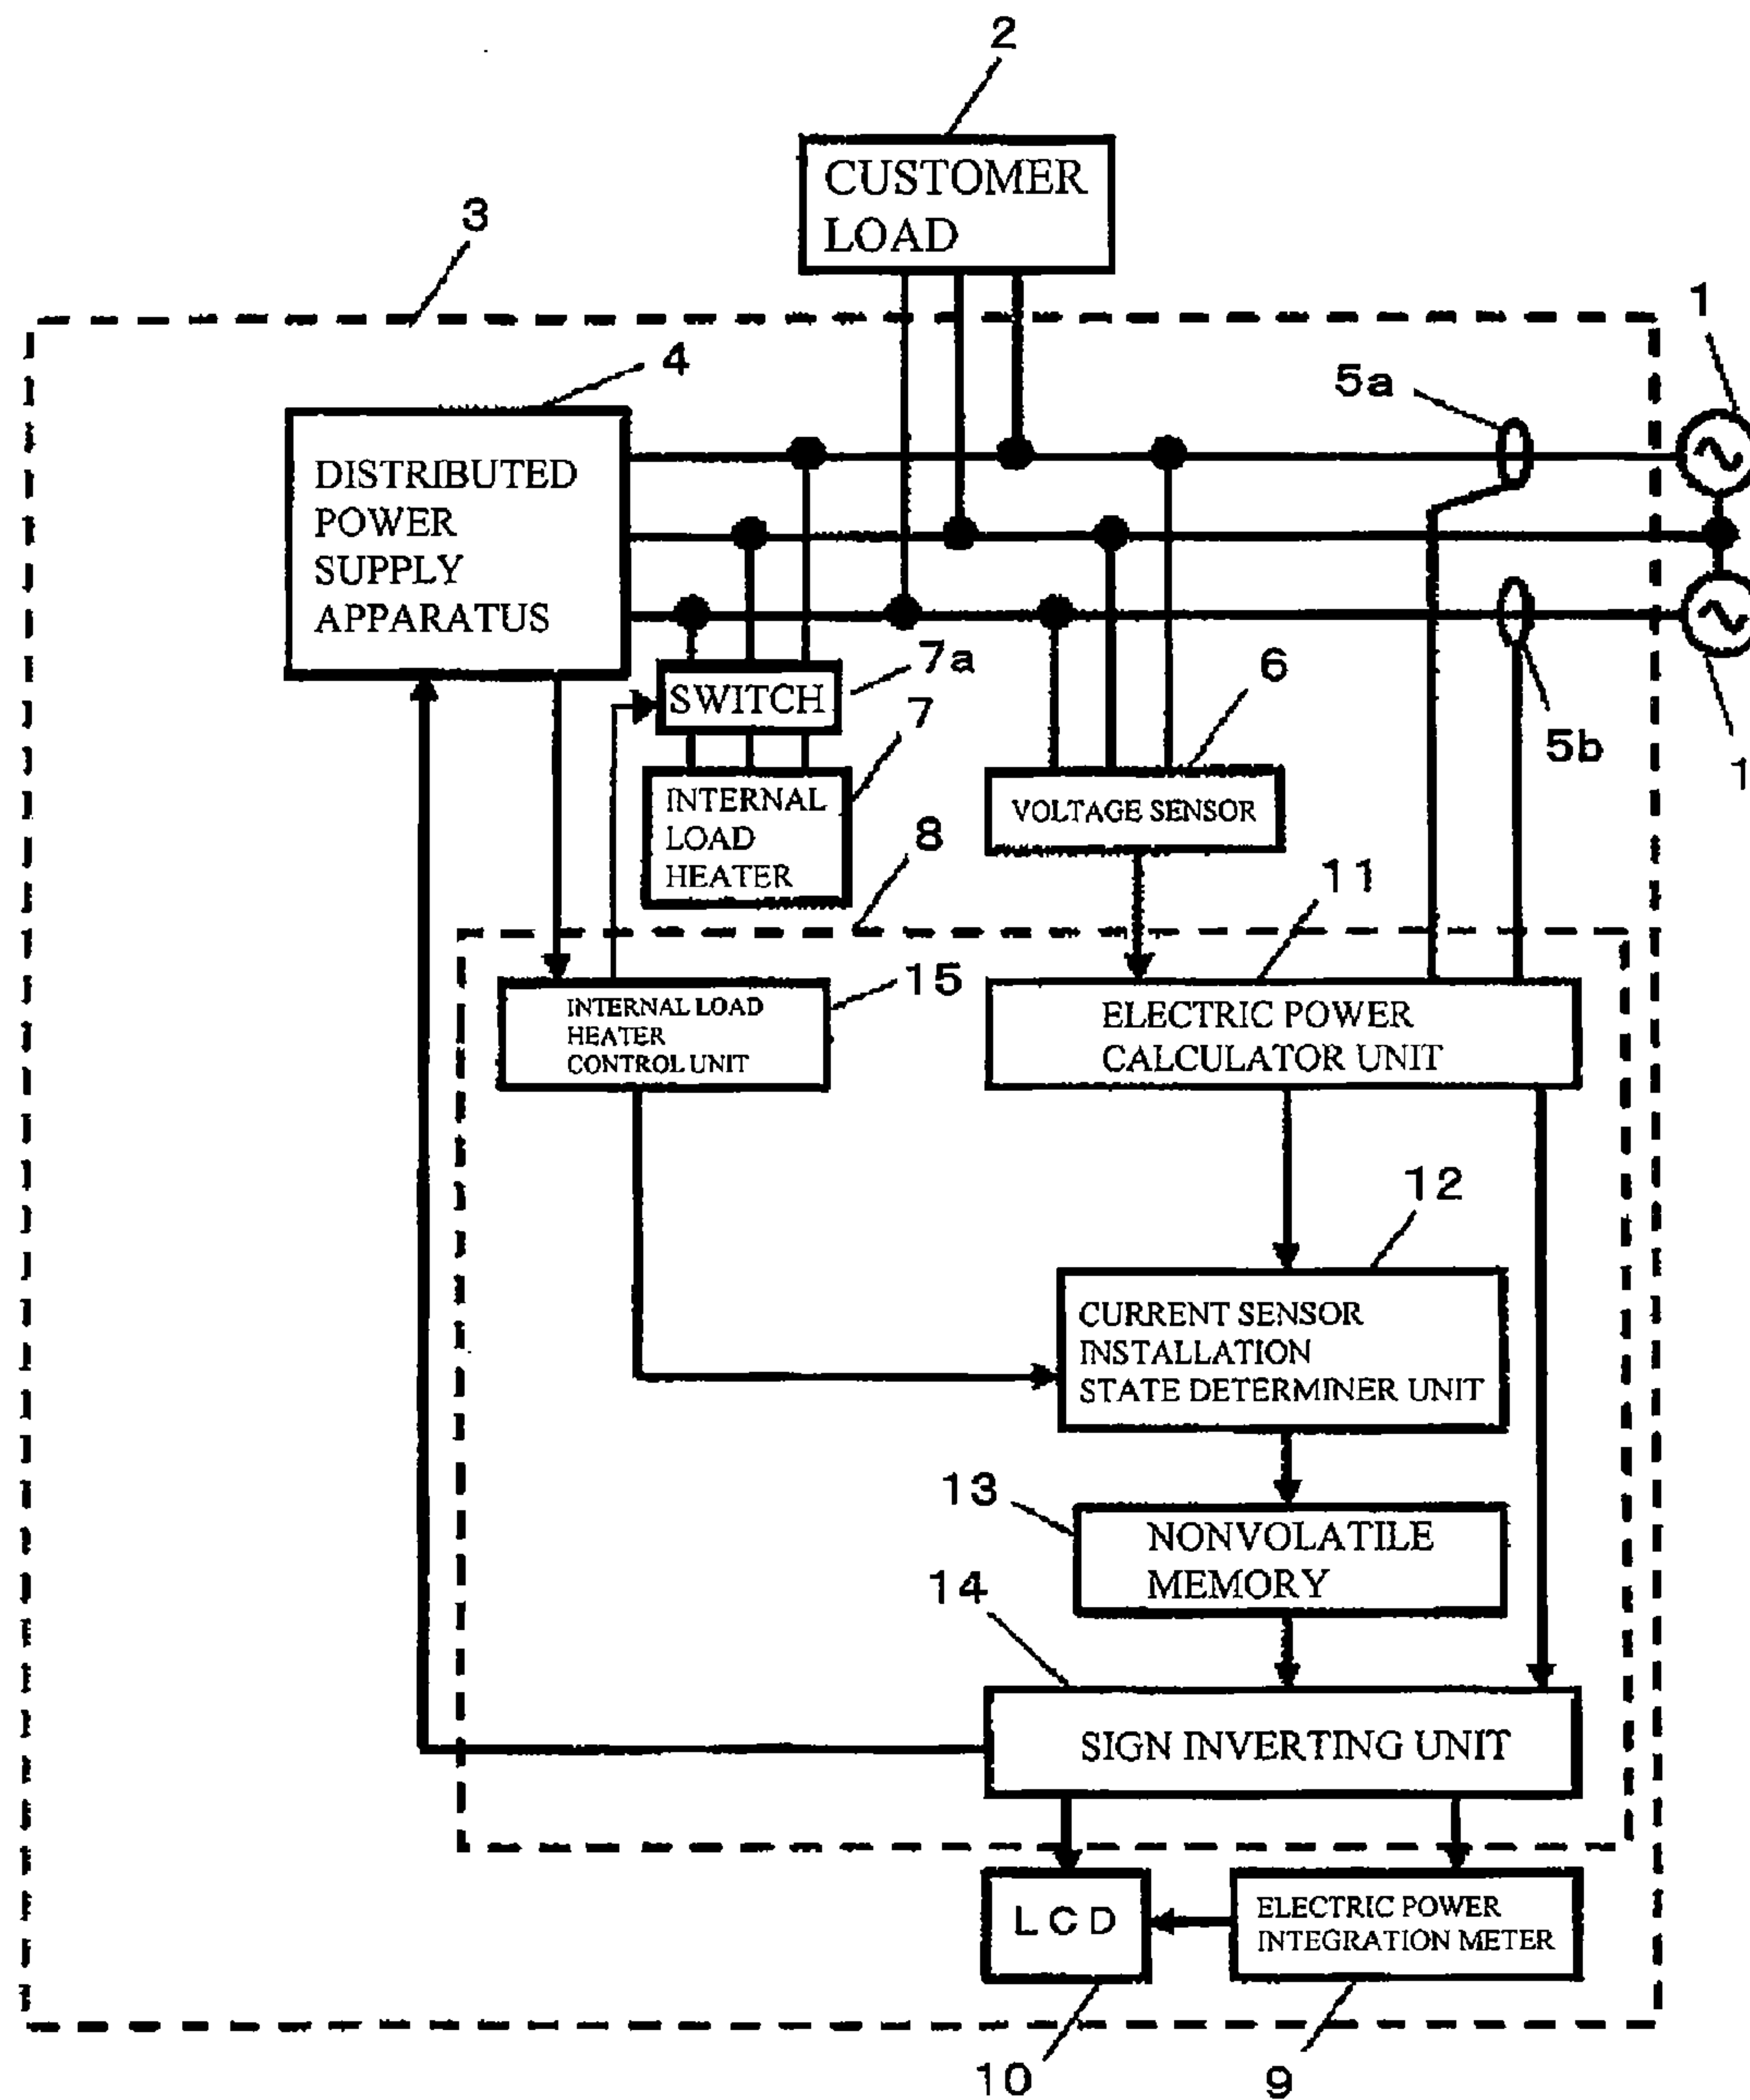 2
CUSTOMER
LOAD
3
1
4
5a
DISTRIBUTED
POWER
SUPPLY
APPARATUS
7a
6
SWITCH
7
5b
1
INTERNAL
LOAD
HEATER
VOLTAGE SENSOR
8
11
15
INTERNAL LOAD
HEATER
CONTROL UNIT
ELECTRIC POWER
CALCULATOR UNIT
12
CURRENT SENSOR
INSTALLATION
STATE DETERMINER UNIT
13
NONVOLATILE
MEMORY
14
SIGN INVERTING UNIT
LCD
ELECTRIC POWER
INTEGRATION METER
10
9